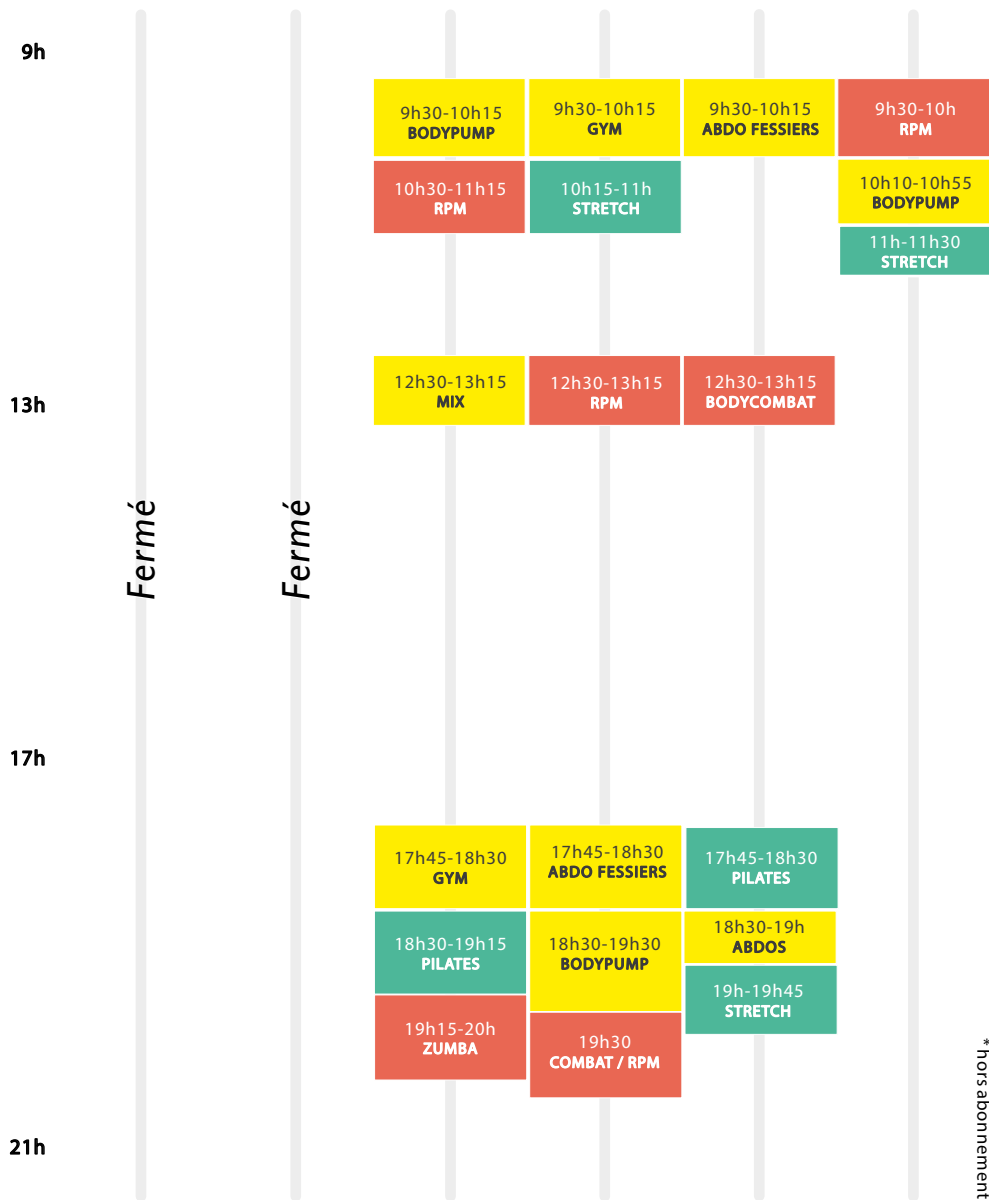 9h
9h30-10h15
BODYPUMP
9h30-10h15
GYM
9h30-10h15
ABDO FESSIERS
9h30-10h
RPM
10h30-11h15
RPM
10h15-11h
STRETCH
10h10-10h55
BODYPUMP
11h-11h30
STRETCH
13h
12h30-13h15
MIX
12h30-13h15
RPM
12h30-13h15
BODYCOMBAT
Fermé
Fermé
17h
17h45-18h30
GYM
17h45-18h30
ABDO FESSIERS
17h45-18h30
PILATES
18h30-19h15
PILATES
18h30-19h30
BODYPUMP
18h30-19h
ABDOS
19h-19h45
STRETCH
19h15-20h
ZUMBA
19h30
COMBAT / RPM
* hors abonnement
21h